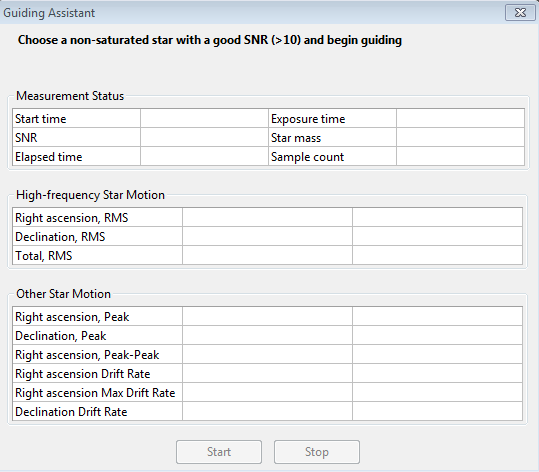 Guiding Assistant
Choose a non-saturated star with a good SNR (>10) and begin guiding
Measurement Status
Start time Exposure time
SNR Star mass
Elapsed time Sample count
High-frequency Star Motion
Right ascension, RMS
Declination, RMS
Total, RMS
Other Star Motion
Right ascension, Peak
Declination, Peak
Right ascension, Peak-Peak
Right ascension Drift Rate
Right ascension Max Drift Rate
Declination Drift Rate
Start Stop